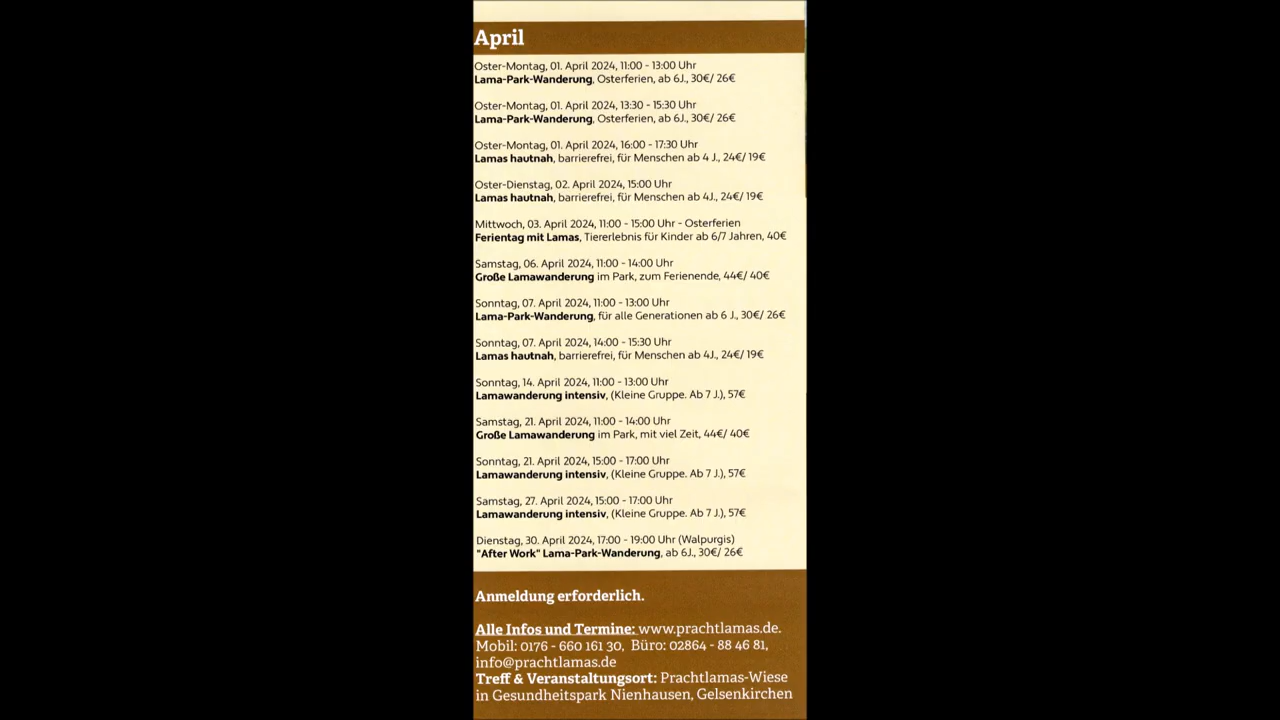 April
Oster-Montag, 01. April 2024, 11:00 - 13:00 Uhr
Lama-Park-Wanderung, Osterferien, ab 6J., 30€/ 26€
Oster-Montag, 01. April 2024, 13:30 - 15:30 Uhr
Lama-Park-Wanderung, Osterferien, ab 6J., 30€/ 26€
Oster-Montag, 01. April 2024, 16:00 - 17:30 Uhr
Lamas hautnah, barrierefrei, für Menschen ab 4 J., 24€/ 19€
Oster-Dienstag, 02. April 2024, 15:00 Uhr
Lamas hautnah, barrierefrei, für Menschen ab 4J., 24€/ 19€
Mittwoch, 03. April 2024, 11:00 - 15:00 Uhr - Osterferien
Ferientag mit Lamas, Tiererlebnis für Kinder ab 6/7 Jahren, 40€
Samstag, 06. April 2024, 11:00 - 14:00 Uhr
Große Lamawanderung im Park, zum Ferienende, 44€/ 40€
Sonntag, 07. April 2024, 11:00 - 13:00 Uhr
Lama-Park-Wanderung, für alle Generationen ab 6 J., 30€/ 26€
Sonntag, 07. April 2024, 14:00 - 15:30 Uhr
Lamas hautnah, barrierefrei, für Menschen ab 4J., 24€/ 19€
Sonntag, 14. April 2024, 11:00 - 13:00 Uhr
Lamawanderung intensiv, (Kleine Gruppe. Ab 7 J.), 57€
Samstag, 21. April 2024, 11:00 - 14:00 Uhr
Große Lamawanderung im Park, mit viel Zeit, 44€/ 40€
Sonntag, 21. April 2024, 15:00 - 17:00 Uhr
Lamawanderung intensiv, (Kleine Gruppe. Ab 7 J.), 57€
Samstag, 27. April 2024, 15:00 - 17:00 Uhr
Lamawanderung intensiv, (Kleine Gruppe. Ab 7 J.), 57€
Dienstag, 30. April 2024, 17:00 - 19:00 Uhr (Walpurgis)
"After Work" Lama-Park-Wanderung, ab 6J., 30€/ 26€
Anmeldung erforderlich.
Alle Infos und Termine: www.prachtlamas.de.
Mobil: 0176 - 660 161 30, Büro: 02864 - 88 46 81,
info@prachtlamas.de
Treff & Veranstaltungsort: Prachtlamas-Wiese
in Gesundheitspark Nienhausen, Gelsenkirchen